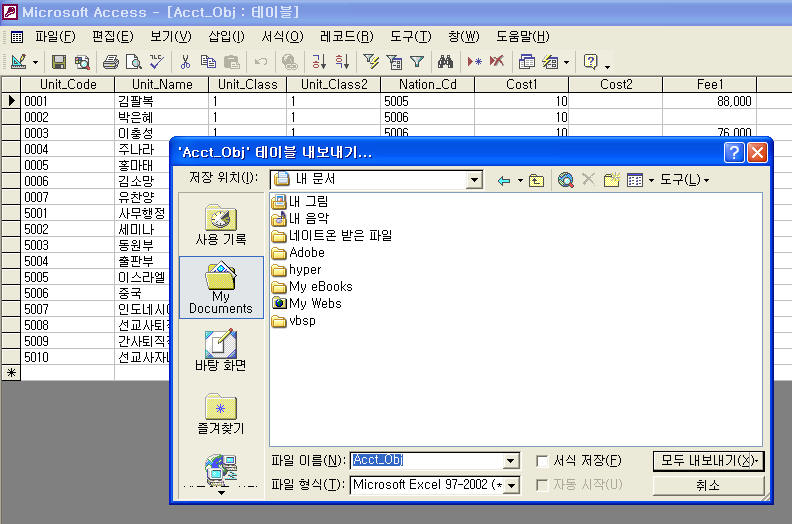 Microsoft Access - [Acct_Obj : 테이블]
파일(F) 편집(E) 보기(V) 삽입(I) 서식(O) 레코드(R) 도구(T) 창(W) 도움말(H)
Unit_Code Unit_Name Unit_Class Unit_Class2 Nation_Cd Cost1 Cost2 Fee1
0001 김팔복 1 1 5005 10 88,000
0002 박은혜 1 1 5006 10
0003 이충성 1 1 5006 10 76,000
0004 주나라
0005 홍마태
0006 김소망
0007 유찬양
5001 사무행정
5002 세미나
5003 동원부
5004 출판부
5005 이스라엘
5006 중국
5007 인도네시아
5008 선교사퇴직
5009 간사퇴직
5010 선교사자녀
'Acct_Obj' 테이블 내보내기...
저장 위치(I): 내 문서 도구(L)
사용 기록
My Documents
바탕 화면
즐겨찾기
내 그림
내 음악
네이트온 받은 파일
Adobe
hyper
My eBooks
My Webs
vbsp
파일 이름(N): Acct_Obj 서식 저장(F) 모두 내보내기(X)
파일 형식(T): Microsoft Excel 97-2002 (* 자동 시작(U) 취소